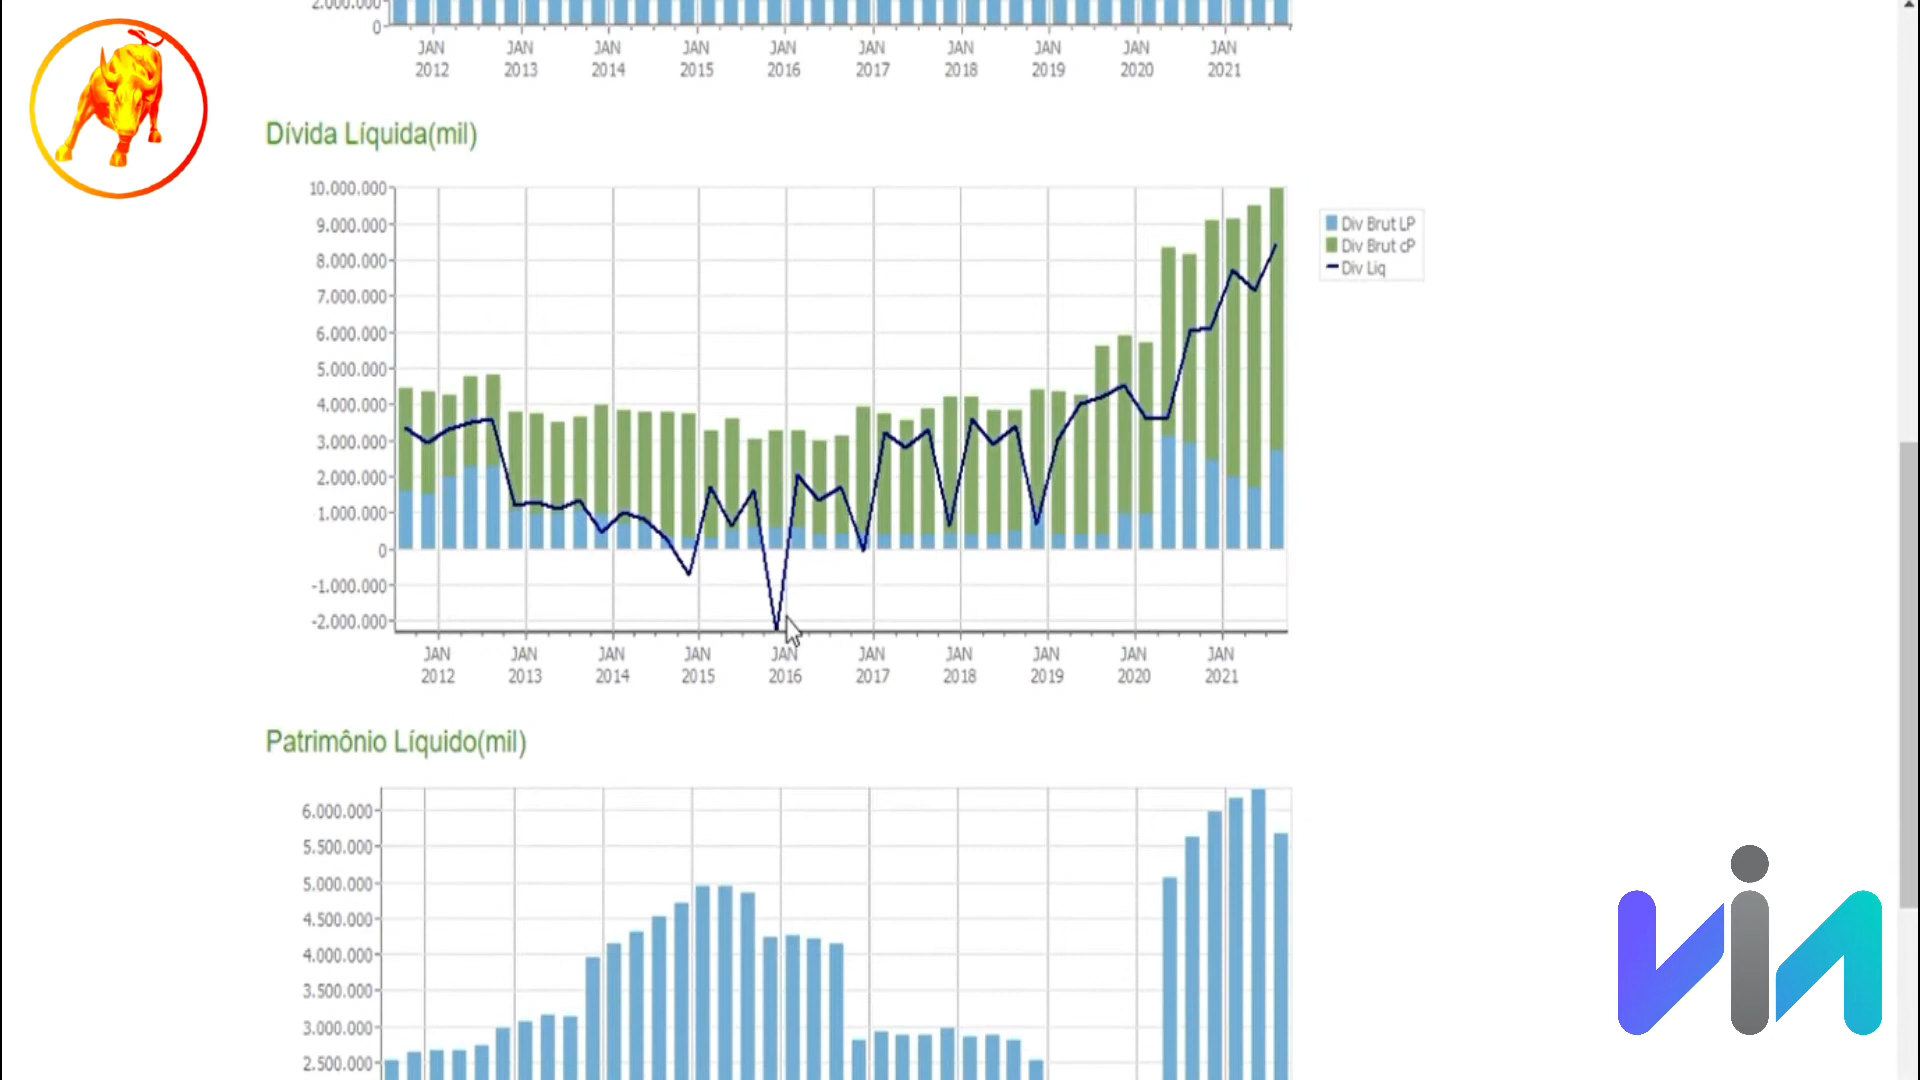 2.000.000
0
JAN JAN JAN JAN JAN JAN JAN JAN JAN JAN
2012 2013 2014 2015 2016 2017 2018 2019 2020 2021
Dívida Líquida(mil)
10.000.000
9.000.000
8.000.000
7.000.000
6.000.000
5.000.000
4.000.000
3.000.000
2.000.000
1.000.000
0
-1.000.000
-2.000.000
Div Brut LP
Div Brut cP
Div Liq
JAN JAN JAN JAN JAN JAN JAN JAN JAN JAN
2012 2013 2014 2015 2016 2017 2018 2019 2020 2021
Patrimônio Líquido(mil)
6.000.000
5.500.000
5.000.000
4.500.000
4.000.000
3.500.000
3.000.000
2.500.000
via